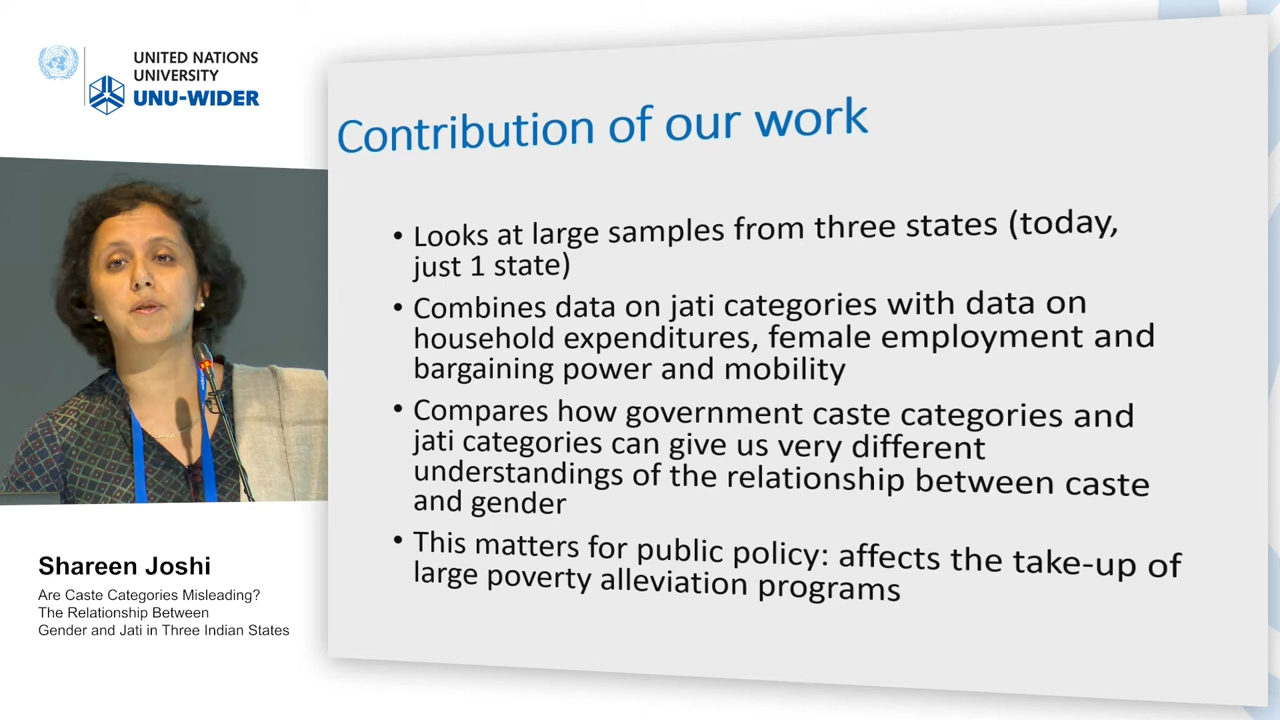 UNITED NATIONS
UNIVERSITY
UNU-WIDER
Contribution of our work
• Looks at large samples from three states (today,
just 1 state)
• Combines data on jati categories with data on
household expenditures, female employment and
bargaining power and mobility
• Compares how government caste categories and
jati categories can give us very different
understandings of the relationship between caste
and gender
• This matters for public policy: affects the take-up of
large poverty alleviation programs
Shareen Joshi
Are Caste Categories Misleading?
The Relationship Between
Gender and Jati in Three Indian States